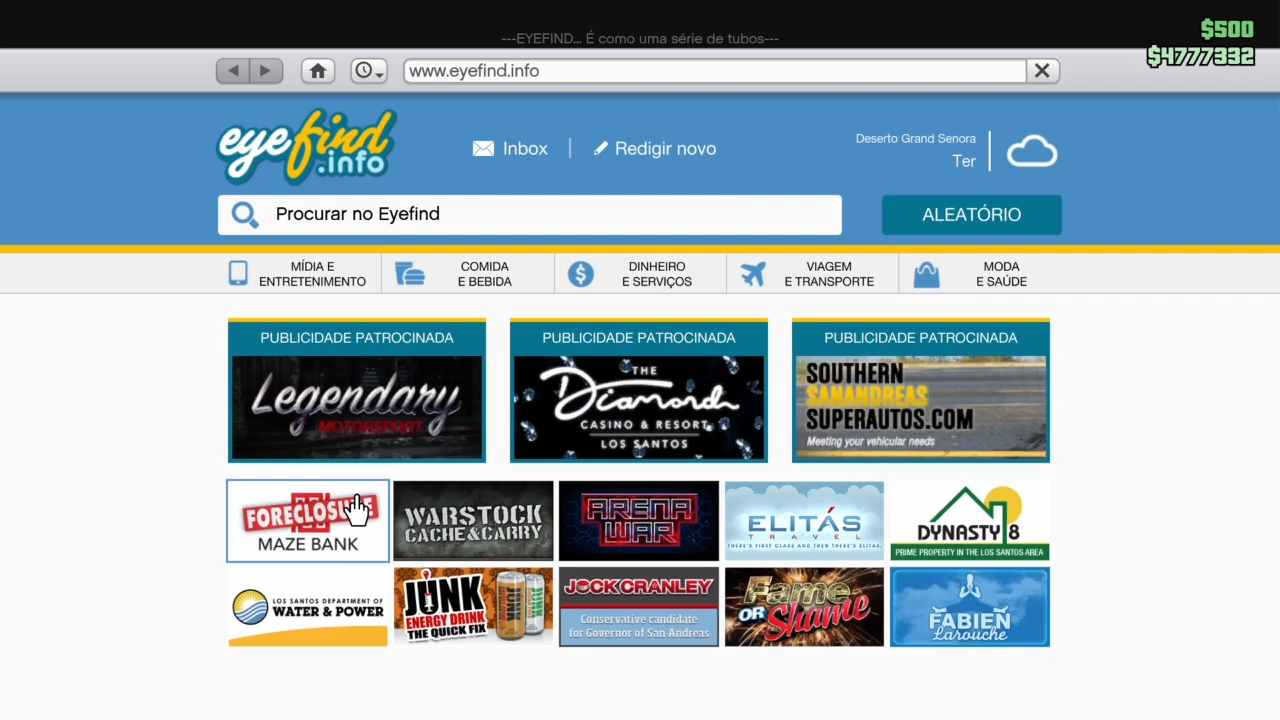 ---EYEFIND... É como uma série de tubos---
$500
$4777332
www.eyefind.info
eyefind
.info
Inbox
Redigir novo
Deserto Grand Senora
Ter
Procurar no Eyefind
ALEATÓRIO
MÍDIA E
ENTRETENIMENTO
COMIDA
E BEBIDA
DINHEIRO
E SERVIÇOS
VIAGEM
E TRANSPORTE
MODA
E SAÚDE
PUBLICIDADE PATROCINADA
Legendary
MOTORSPORT
PUBLICIDADE PATROCINADA
THE
Diamond
CASINO & RESORT
LOS SANTOS
PUBLICIDADE PATROCINADA
SOUTHERN
SANANDREAS
SUPERAUTOS.COM
Meeting your vehicular needs
FORECLOSURE
MAZE BANK
WARSTOCK
CACHE&CARRY
ARENA
WAR
ELITÁS
TRAVEL
THERE'S FIRST CLASS AND THEN THERE'S ELITAS.
DYNASTY 8
PRIME PROPERTY IN THE LOS SANTOS AREA
LOS SANTOS DEPARTMENT OF
WATER & POWER
JUNK
ENERGY DRINK
THE QUICK FIX
JOCK CRANLEY
Conservative candidate
for Governor of San Andreas
Fame
OR Shame
FABIEN
Larouche